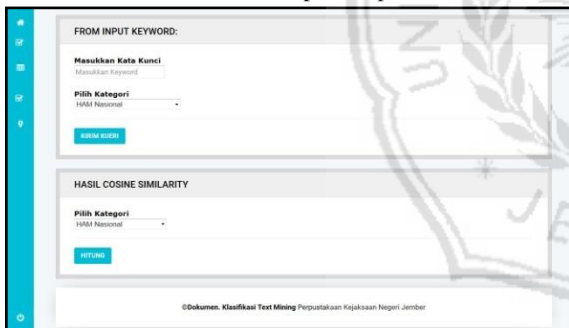 FROM INPUT KEYWORD:
Masukkan Kata Kunci
Masukkan Keyword
Pilih Kategori
HAM Nasional
KIRIM KUERI
HASIL COSINE SIMILARITY
Pilih Kategori
HAM Nasional
HITUNG
©Dokumen. Klasifikasi Text Mining Perpustakaan Kejaksaan Negeri Jember